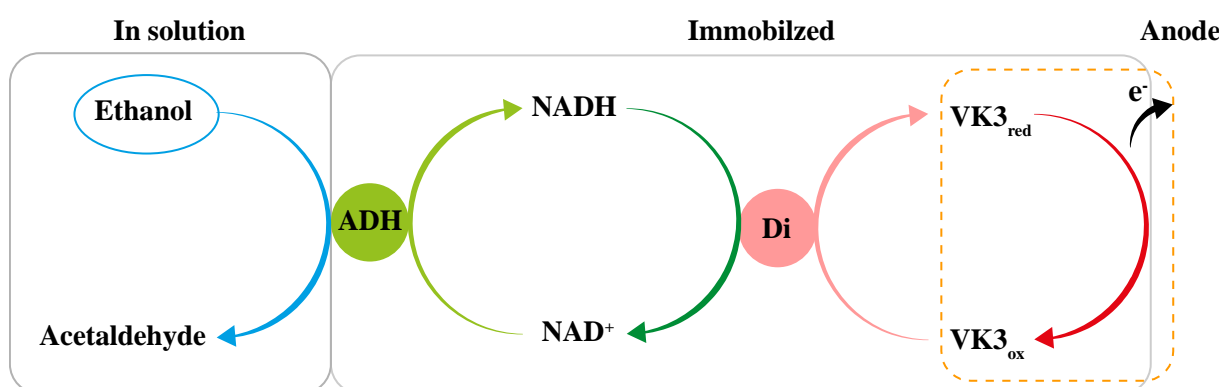 In solution
Immobilzed
Anode
Ethanol
NADH
VK3red
e-
ADH
Di
Acetaldehyde
NAD+
VK3ox